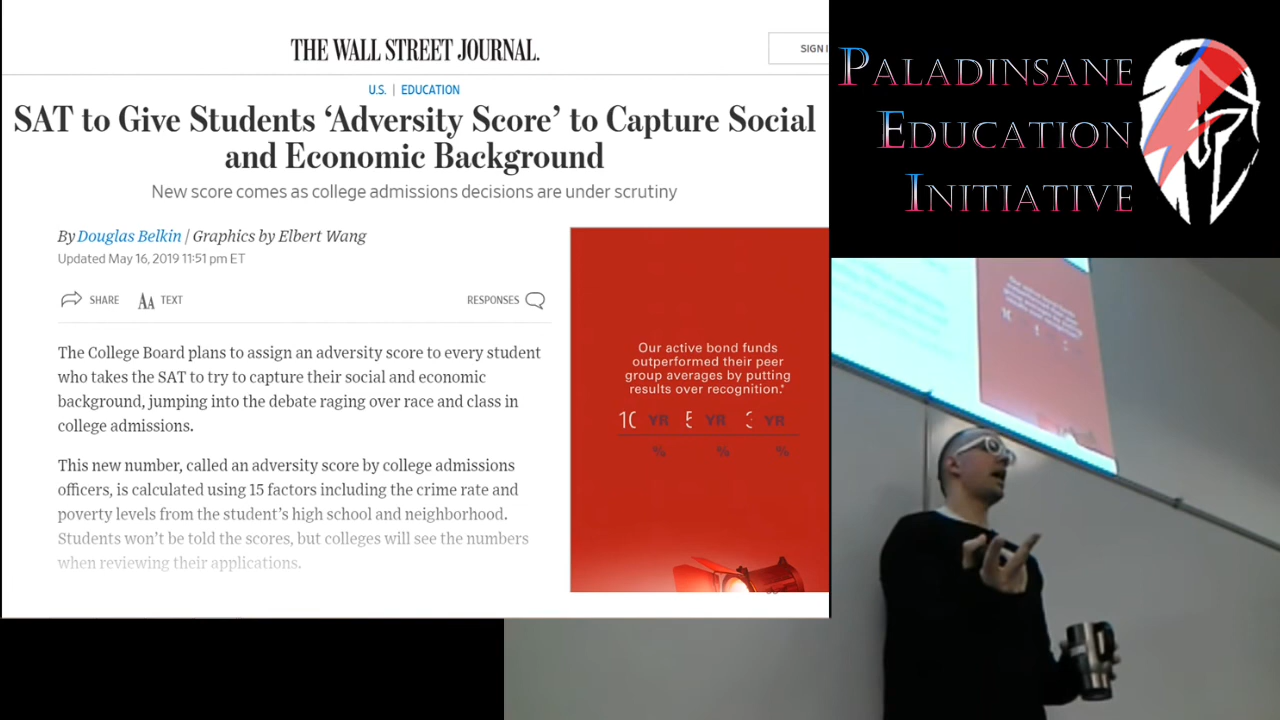 THE WALL STREET JOURNAL.
SIGN
U.S. | EDUCATION
SAT to Give Students ‘Adversity Score’ to Capture Social
and Economic Background
New score comes as college admissions decisions are under scrutiny
By Douglas Belkin / Graphics by Elbert Wang
Updated May 16, 2019 11:51 pm ET
SHARE
AA TEXT
RESPONSES
The College Board plans to assign an adversity score to every student
who takes the SAT to try to capture their social and economic
background, jumping into the debate raging over race and class in
college admissions.
This new number, called an adversity score by college admissions
officers, is calculated using 15 factors including the crime rate and
poverty levels from the student’s high school and neighborhood.
Students won’t be told the scores, but colleges will see the numbers
when reviewing their applications.
Our active bond funds
outperformed their peer
group averages by putting
results over recognition.*
10 YR 5 YR 3 YR
% % %
PALADINSANE
EDUCATION
INITIATIVE